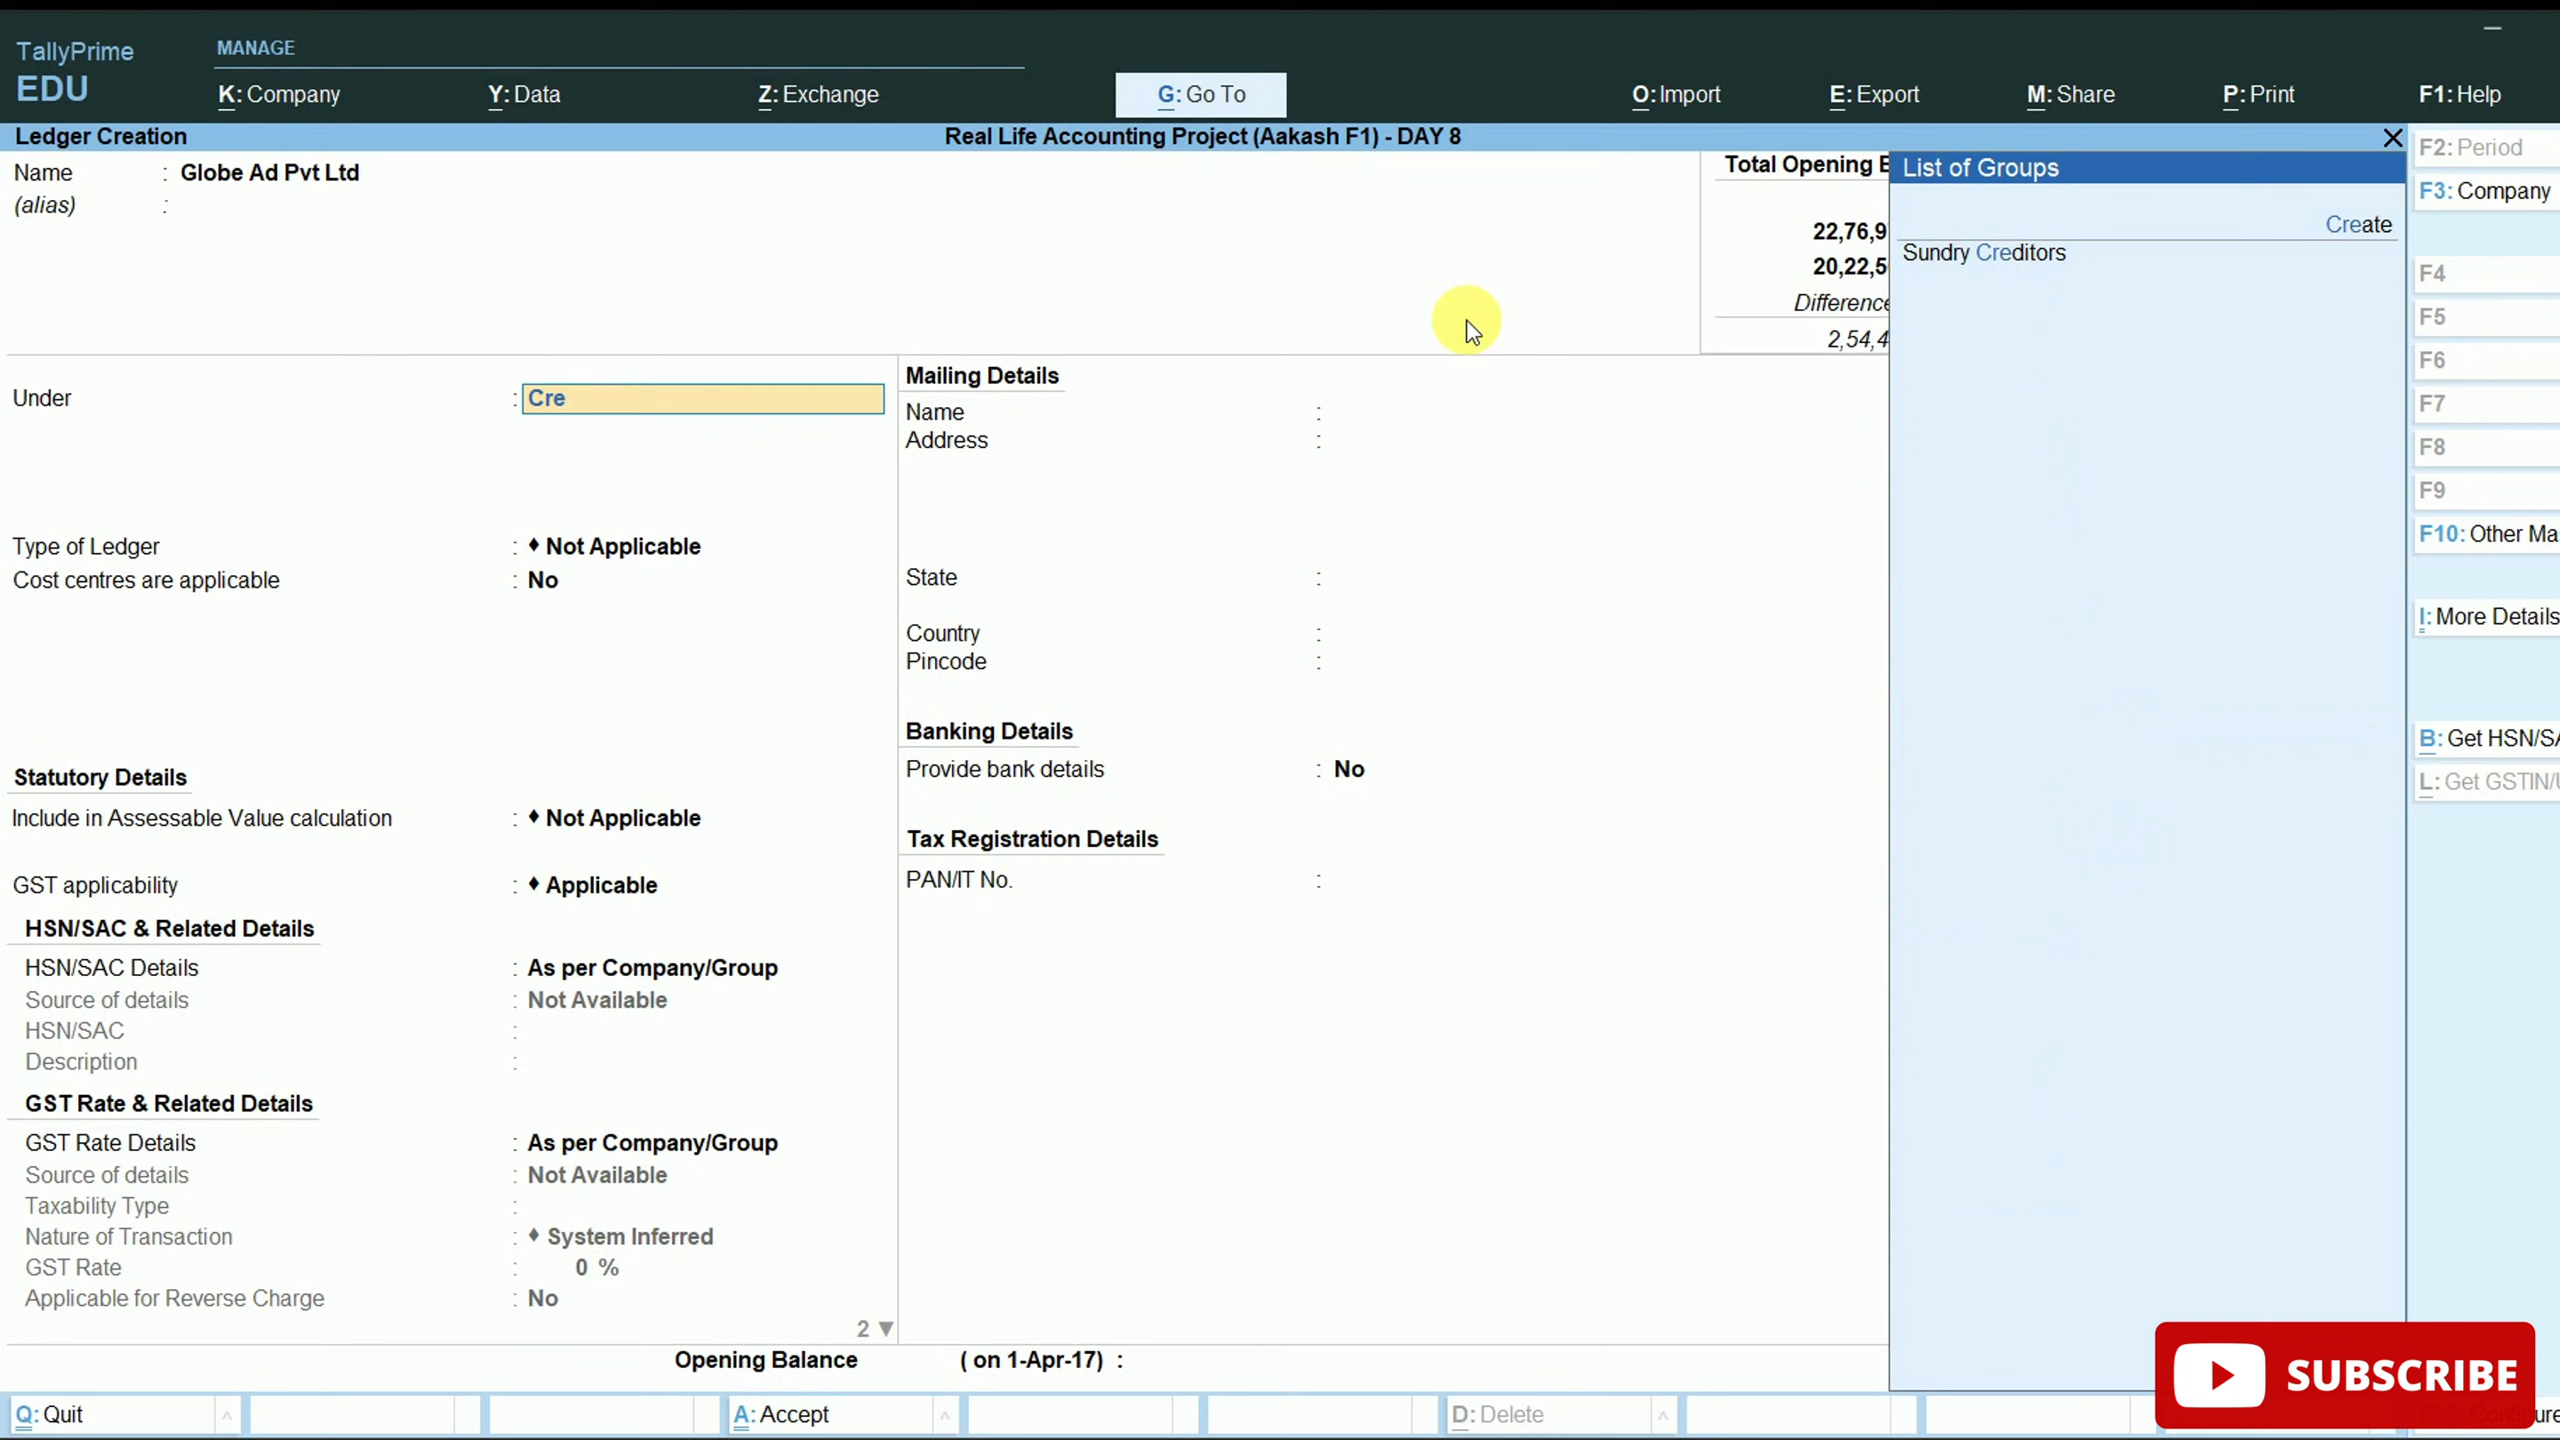 TallyPrime
EDU
MANAGE
K: Company
Y: Data
Z: Exchange
G: Go To
O: Import
E: Export
M: Share
P: Print
F1: Help
Ledger Creation
Real Life Accounting Project (Aakash F1) - DAY 8
Name : Globe Ad Pvt Ltd
(alias) :
Total Opening
22,76,9
20,22,5
Difference
2,54,4
List of Groups
Create
Sundry Creditors
F2: Period
F3: Company
F4
F5
F6
F7
F8
F9
F10: Other Ma
I: More Details
B: Get HSN/SA
L: Get GSTIN/
Under : Cre
Type of Ledger : ♦ Not Applicable
Cost centres are applicable : No
Statutory Details
Include in Assessable Value calculation : ♦ Not Applicable
GST applicability : ♦ Applicable
HSN/SAC & Related Details
HSN/SAC Details : As per Company/Group
Source of details : Not Available
HSN/SAC :
Description :
GST Rate & Related Details
GST Rate Details : As per Company/Group
Source of details : Not Available
Taxability Type :
Nature of Transaction : ♦ System Inferred
GST Rate : 0 %
Applicable for Reverse Charge : No
2 ▼
Mailing Details
Name :
Address :
State :
Country :
Pincode :
Banking Details
Provide bank details : No
Tax Registration Details
PAN/IT No. :
Opening Balance ( on 1-Apr-17) :
Q: Quit
A: Accept
D: Delete
SUBSCRIBE